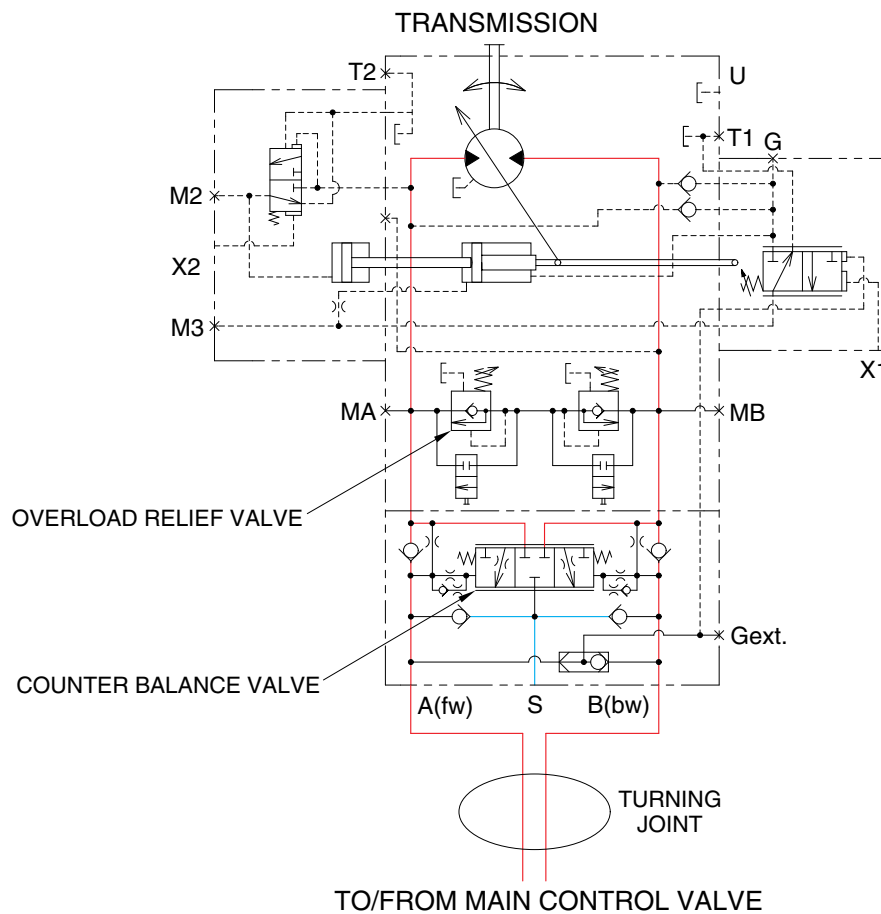 TRANSMISSION
T2
U
T1
G
M2
X2
M3
X1
MA
MB
OVERLOAD RELIEF VALVE
Gext.
COUNTER BALANCE VALVE
A(fw)
S
B(bw)
TURNING
JOINT
TO/FROM MAIN CONTROL VALVE